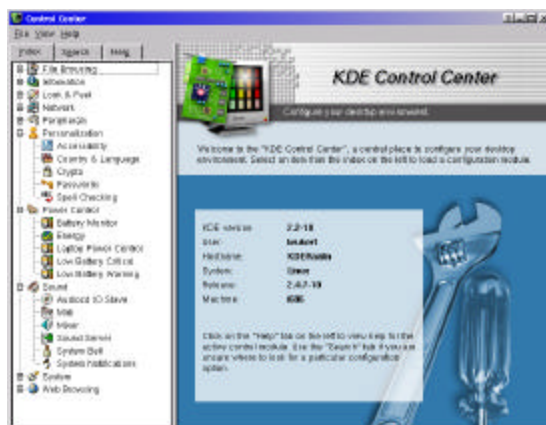 Control Center
File View Help
Index Search Help
File Browsing
Information
Look & Feel
Network
Peripherals
Personalization
Accessibility
Country & Language
Crypto
Passwords
Spell Checking
Power Control
Battery Monitor
Energy
Laptop Power Control
Low Battery Critical
Low Battery Warning
Sound
Audiocd IO Slave
Midi
Mixer
Sound Server
System Bell
System Notifications
System
Web Browsing
KDE Control Center
Configure your desktop environment.
Welcome to the "KDE Control Center", a central place to configure your desktop
environment. Select an item from the index on the left to load a configuration module.
KDE version: 2.2-10
User:
Hostname:
System: Linux
Release: 2.4.7-10
Machine: i686
Click on the "Help" tab on the left to view help for the
active control module. Use the "Search" tab if you are
unsure where to look for a particular configuration
option.